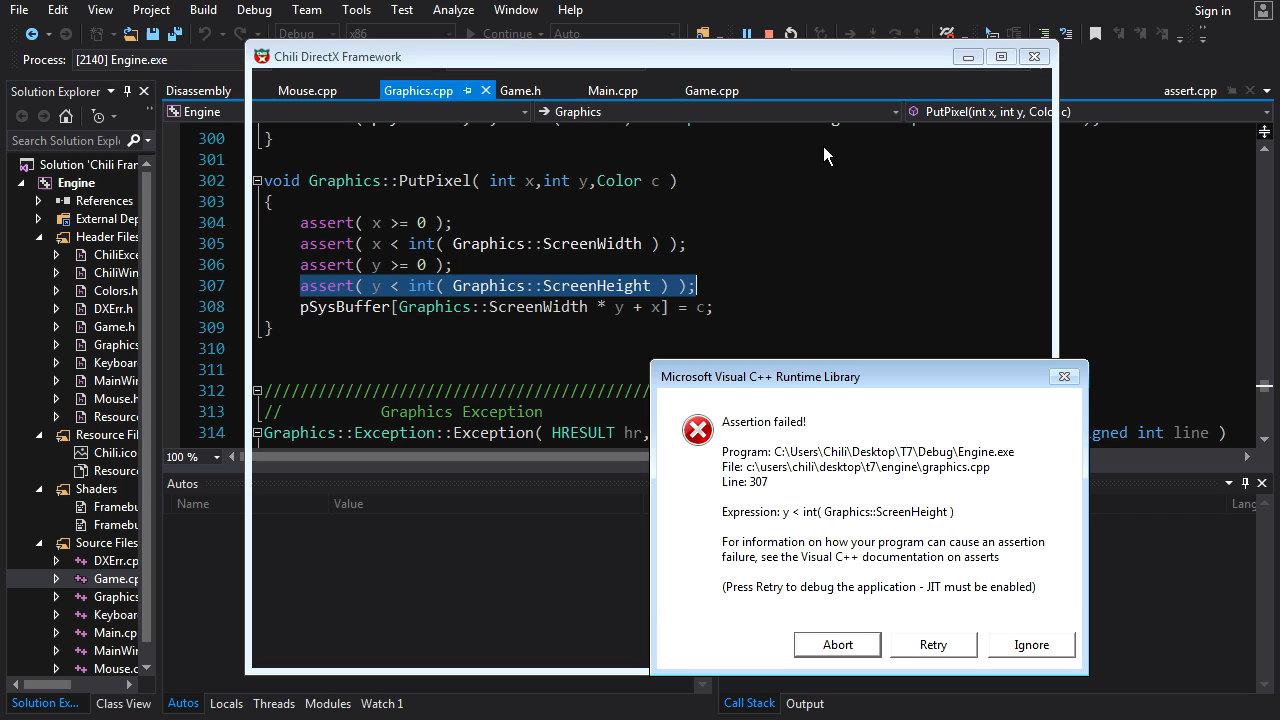 File Edit View Project Build Debug Team Tools Test Analyze Window Help Sign in
Debug x86 Continue Auto
Process: [2140] Engine.exe
Chili DirectX Framework
Solution Explorer
Disassembly Mouse.cpp Graphics.cpp Game.h Main.cpp Game.cpp assert.cpp
Engine Graphics PutPixel(int x, int y, Color c)
Search Solution Explo
Solution 'Chili Fram
Engine
References
External Dep
Header Files
ChiliExce
ChiliWin
Colors.h
DXErr.h
Game.h
Graphics
Keyboard
MainWin
Mouse.h
Resource
Resource Fil
Chili.ico
Resource
Shaders
Framebu
Framebu
Source Files
DXErr.cp
Game.cp
Graphics
Keyboard
Main.cp
MainWin
Mouse.c
300 }
301
302 void Graphics::PutPixel( int x,int y,Color c )
303 {
304 assert( x >= 0 );
305 assert( x < int( Graphics::ScreenWidth ) );
306 assert( y >= 0 );
307 assert( y < int( Graphics::ScreenHeight ) );
308 pSysBuffer[Graphics::ScreenWidth * y + x] = c;
309 }
310
311
312 ///////////////////////////////////////////
313 // Graphics Exception
314 Graphics::Exception::Exception( HRESULT hr, igned int line )
100 %
Autos
Name Value Lang
Microsoft Visual C++ Runtime Library
Assertion failed!
Program: C:\Users\Chili\Desktop\T7\Debug\Engine.exe
File: c:\users\chili\desktop\t7\engine\graphics.cpp
Line: 307
Expression: y < int( Graphics::ScreenHeight )
For information on how your program can cause an assertion
failure, see the Visual C++ documentation on asserts
(Press Retry to debug the application - JIT must be enabled)
Abort Retry Ignore
Solution Ex... Class View Autos Locals Threads Modules Watch 1 Call Stack Output